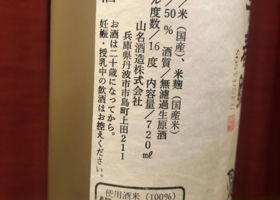 ／米(国産)、米麹(国産米)
／50％ 酒質／無濾過生原酒
ル度数／16度 内容量／720㎖
山名酒造株式会社
兵庫県丹波市市島町上田211
お酒は二十歳になってから。
妊娠・授乳中の飲酒はお控えください。
酒
使用酒米(100％)